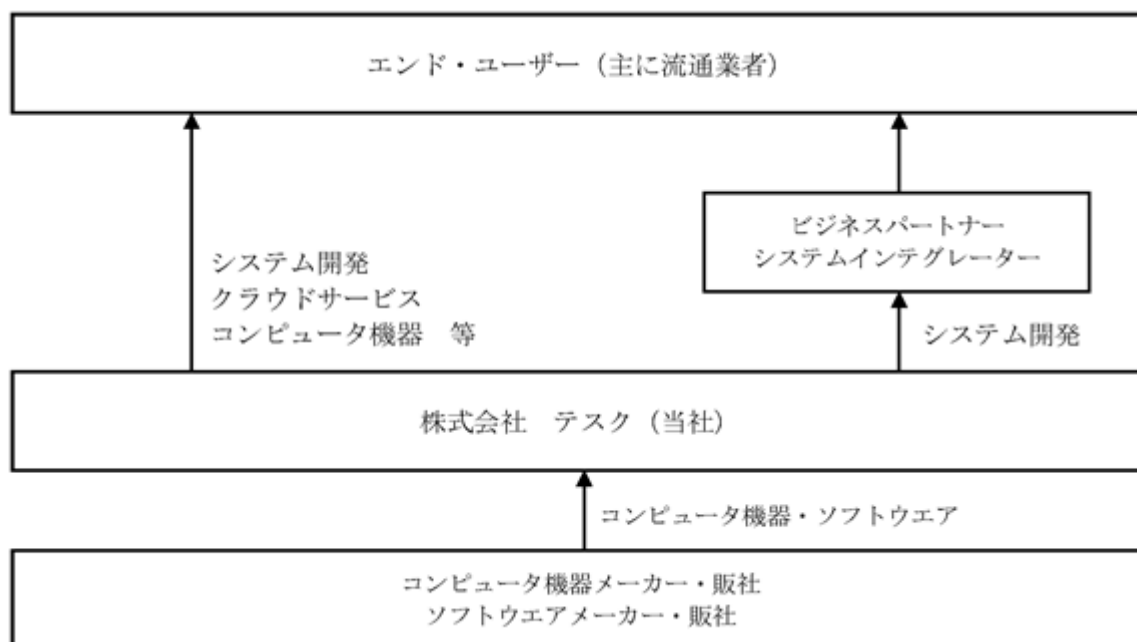 エンド・ユーザー（主に流通業者）
ビジネスパートナー
システムインテグレーター
システム開発
クラウドサービス
コンピュータ機器　等
システム開発
株式会社　テスク（当社）
コンピュータ機器・ソフトウエア
コンピュータ機器メーカー・販社
ソフトウエアメーカー・販社